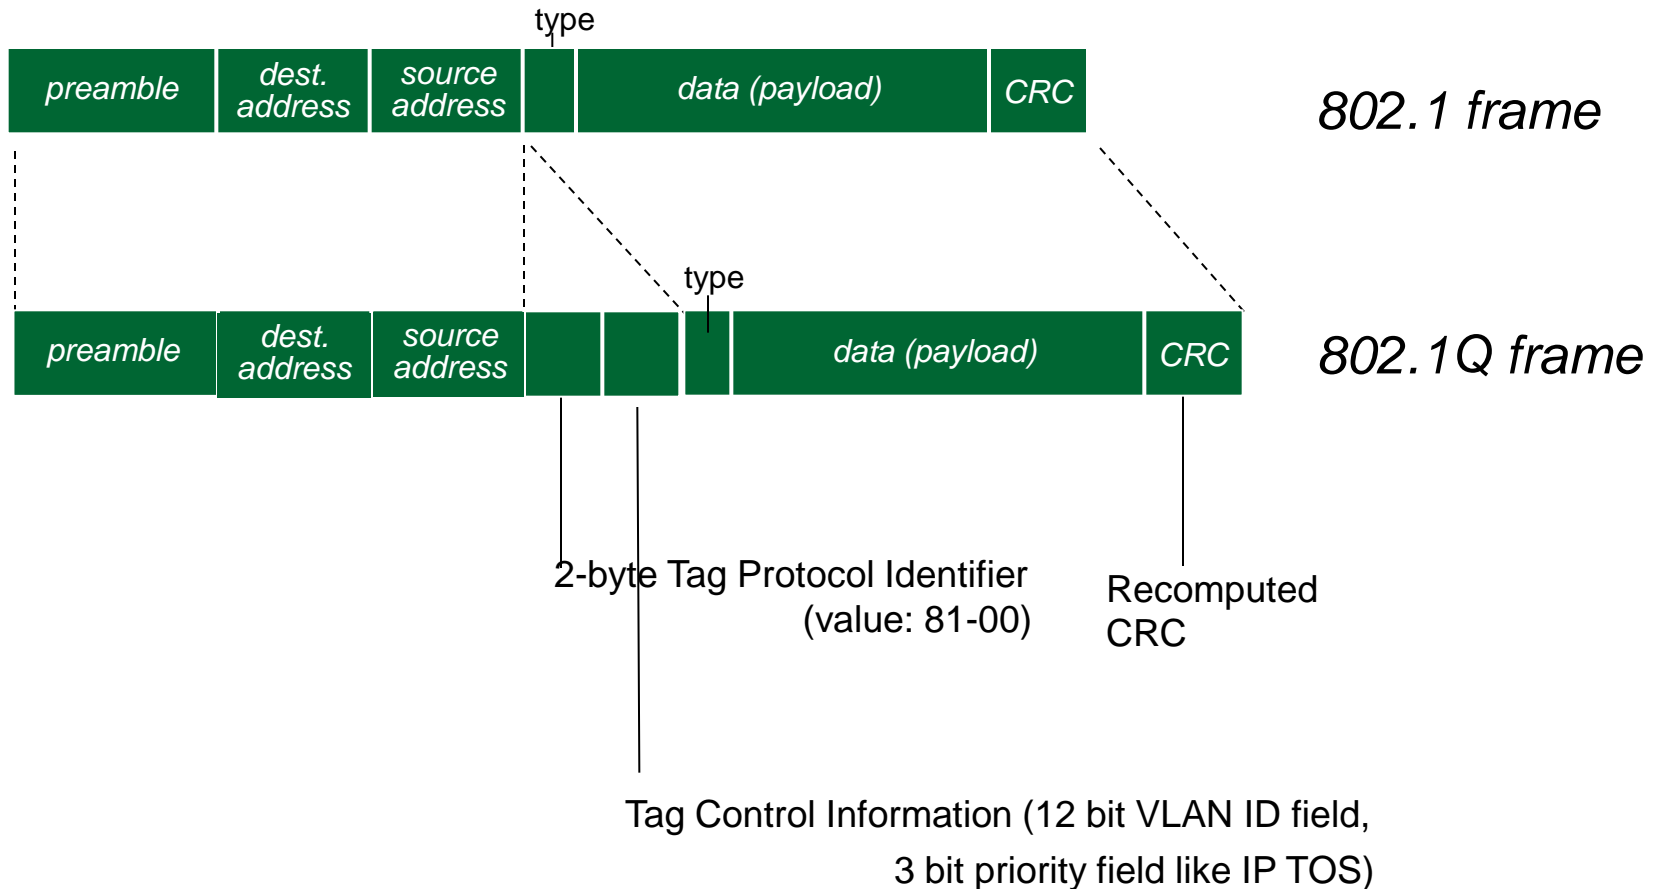 type
preamble
dest.
address
source
address
data (payload)
CRC
802.1 frame
type
preamble
dest.
address
source
address
data (payload)
CRC
802.1Q frame
2-byte Tag Protocol Identifier
(value: 81-00)
Recomputed
CRC
Tag Control Information (12 bit VLAN ID field,
3 bit priority field like IP TOS)